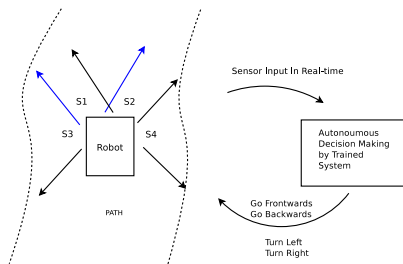 Sensor Input In Real-time
S1
S2
S3
S4
Robot
Autonoumous
Decision Making
by Trained
System
Go Frontwards
Go Backwards
PATH
Turn Left
Turn Right